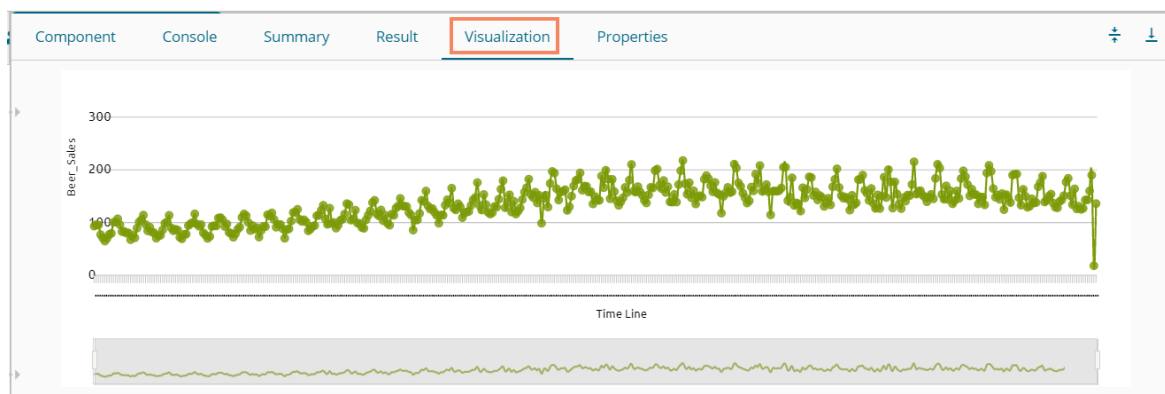 Component Console Summary Result Visualization Properties
300
200
100
0
Beer_Sales
Time Line